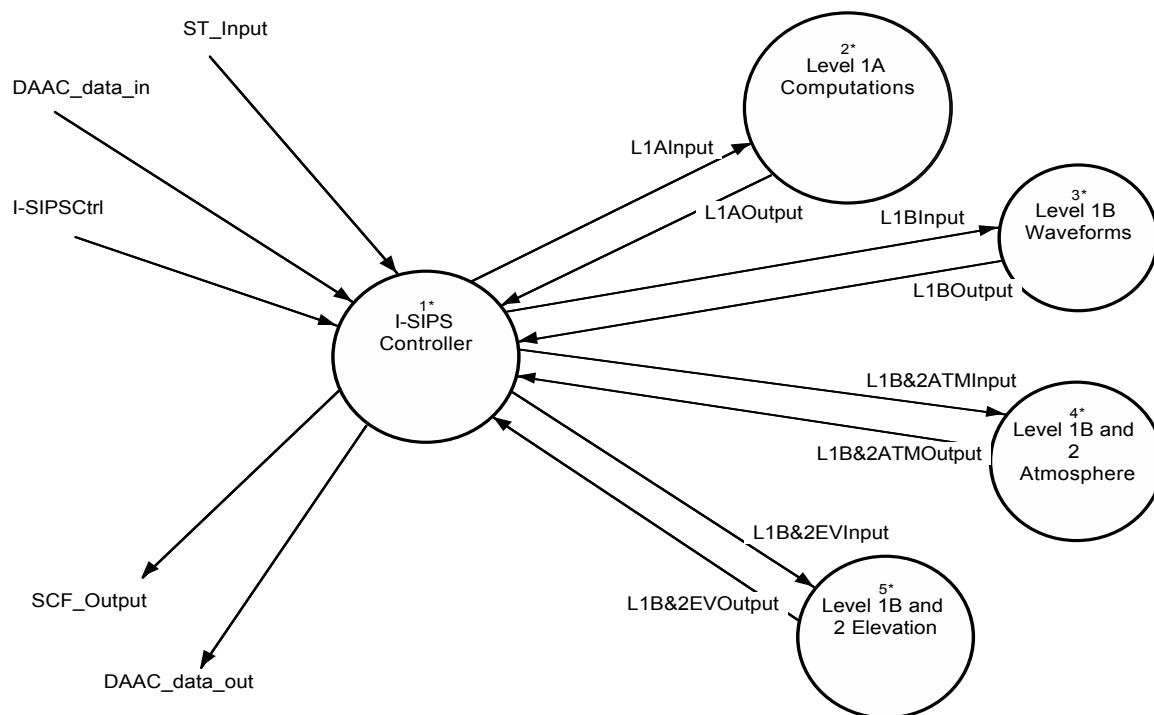 ST_Input
DAAC_data_in
I-SIPSCtrl
1*
I-SIPS
Controller
SCF_Output
DAAC_data_out
L1AInput
L1AOutput
2*
Level 1A
Computations
L1BInput
L1BOutput
3*
Level 1B
Waveforms
L1B&2ATMInput
L1B&2ATMOutput
4*
Level 1B and
2
Atmosphere
L1B&2EVInput
L1B&2EVOutput
5*
Level 1B and
2 Elevation